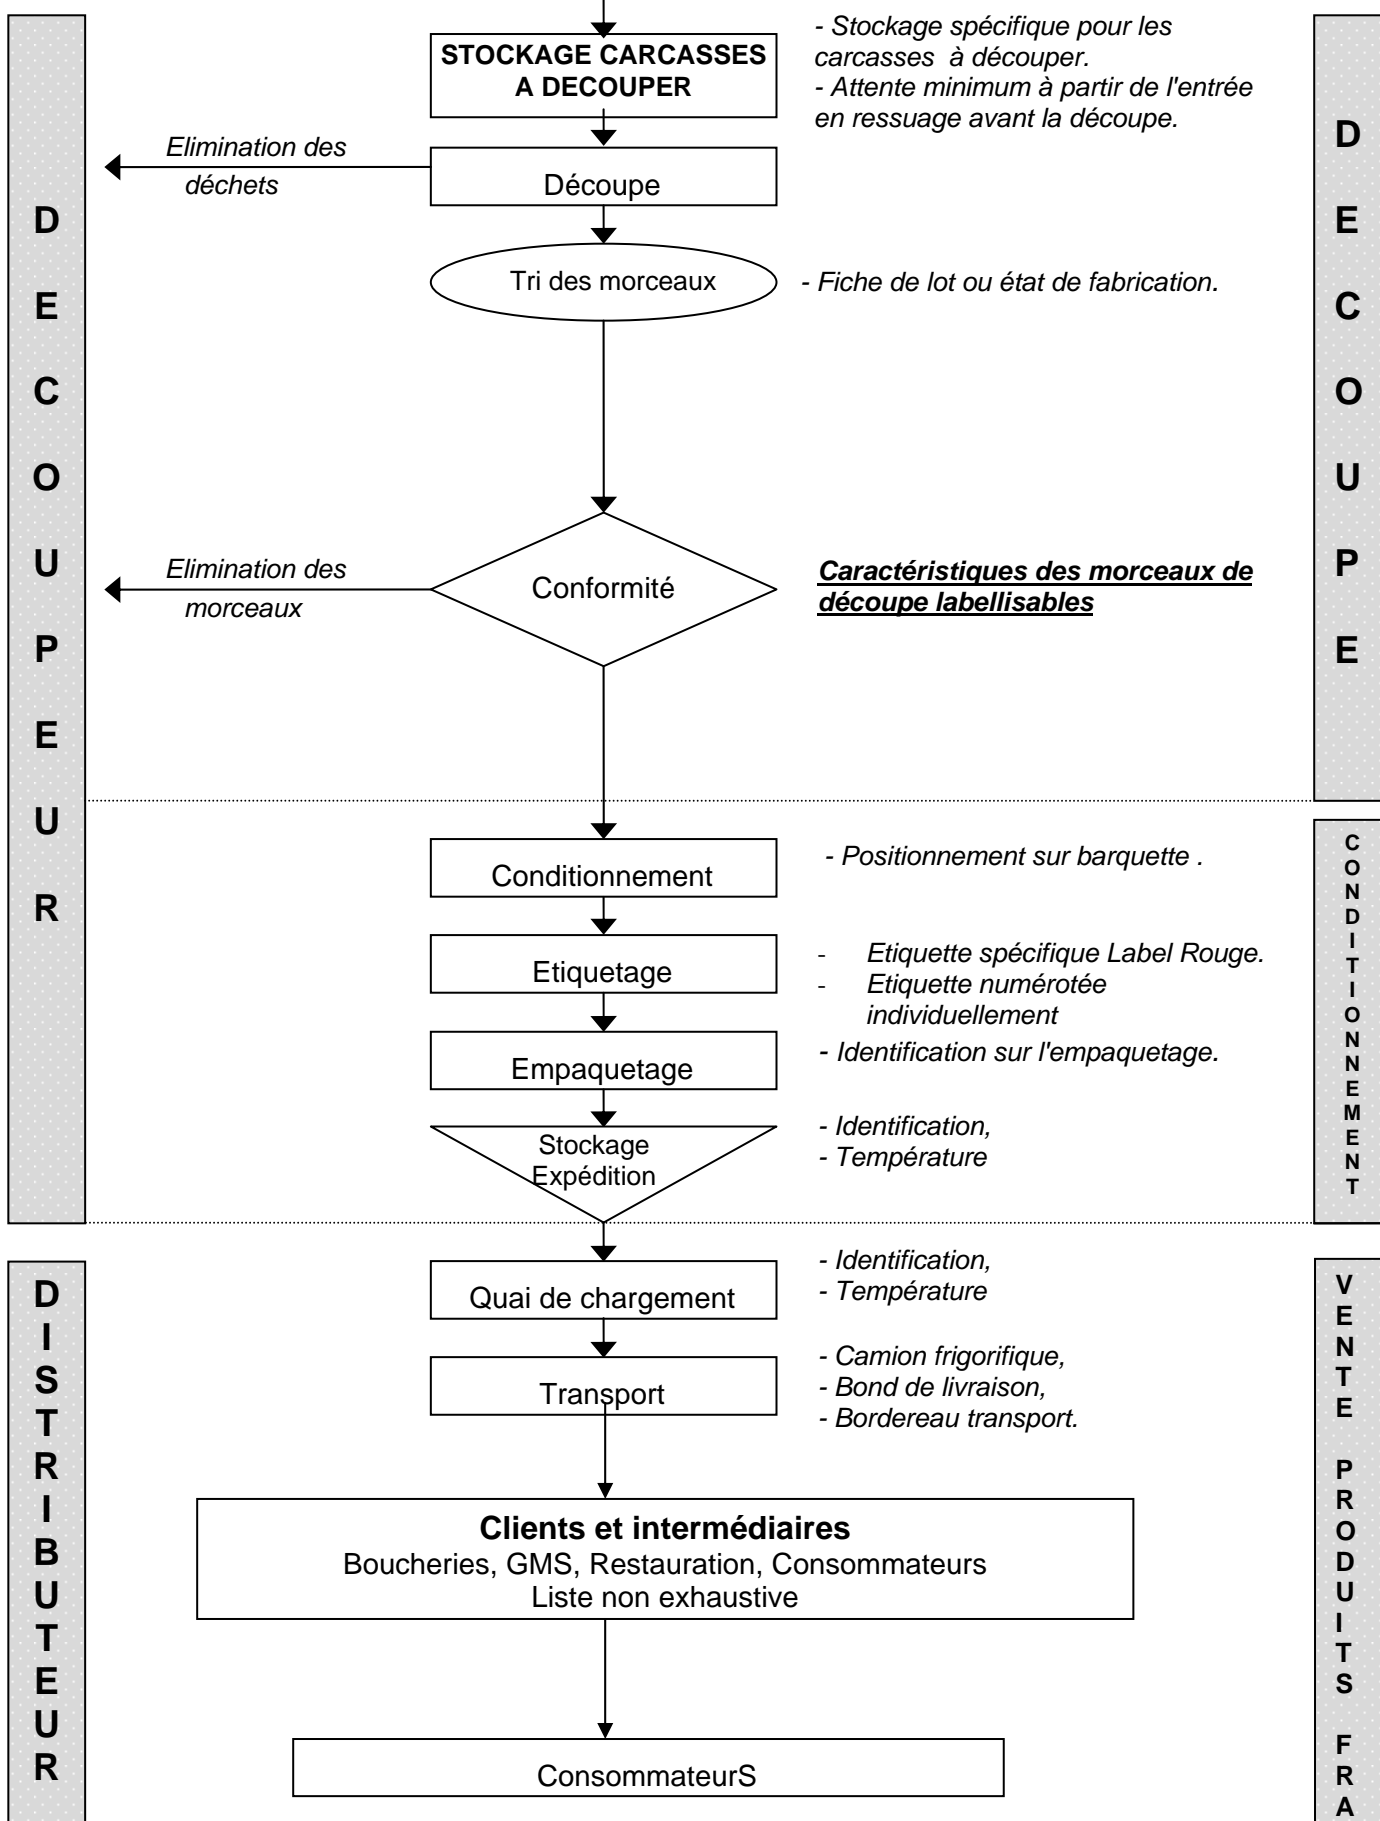 STOCKAGE CARCASSES
A DECOUPER
- Stockage spécifique pour les
carcasses à découper.
- Attente minimum à partir de l'entrée
en ressuage avant la découpe.
Elimination des
déchets
Découpe
Tri des morceaux
- Fiche de lot ou état de fabrication.
Elimination des
morceaux
Conformité
Caractéristiques des morceaux de
découpe labellisables
DECOUPEUR
DECOUPE
Conditionnement
- Positionnement sur barquette .
Etiquetage
- Etiquette spécifique Label Rouge.
- Etiquette numérotée
individuellement
Empaquetage
- Identification sur l'empaquetage.
Stockage
Expédition
- Identification,
- Température
CONDITIONNEMENT
Quai de chargement
- Identification,
- Température
Transport
- Camion frigorifique,
- Bond de livraison,
- Bordereau transport.
Clients et intermédiaires
Boucheries, GMS, Restauration, Consommateurs
Liste non exhaustive
ConsommateurS
DISTRIBUTEUR
VENTE PRODUITS FRA